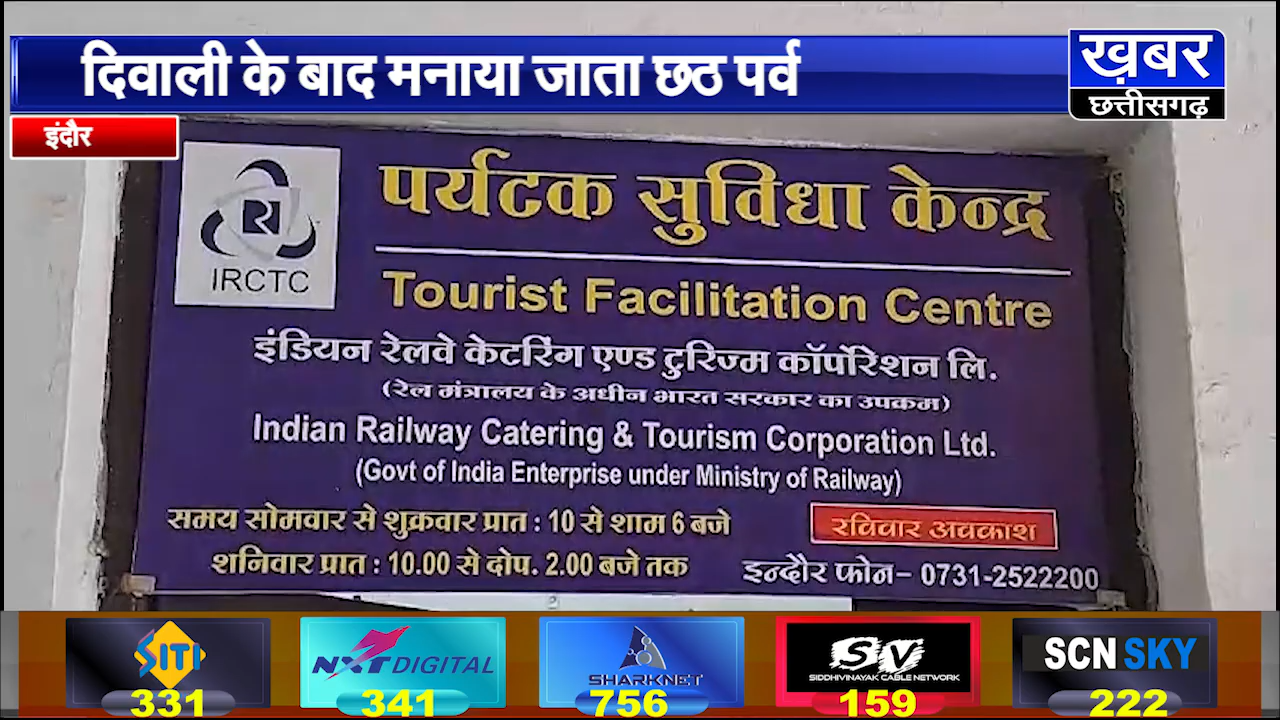 दिवाली के बाद मनाया जाता छठ पर्व
ख़बर
छत्तीसगढ़
इंदौर
IRCTC
पर्यटक सुविधा केन्द्र
Tourist Facilitation Centre
इंडियन रेलवे केटरिंग एण्ड टुरिज्म कॉर्पोरेशन लि.
(रेल मंत्रालय के अधीन भारत सरकार का उपक्रम)
Indian Railway Catering & Tourism Corporation Ltd.
(Govt of India Enterprise under Ministry of Railway)
समय सोमवार से शुक्रवार प्रात : 10 से शाम 6 बजे
रविवार अवकाश
शनिवार प्रात : 10.00 से दोप. 2.00 बजे तक
इन्दौर फोन– 0731-2522200
SITI
331
NXT DIGITAL
341
SHARKNET
756
SV
SIDDHIVINAYAK CABLE NETWORK
159
SCN SKY
222